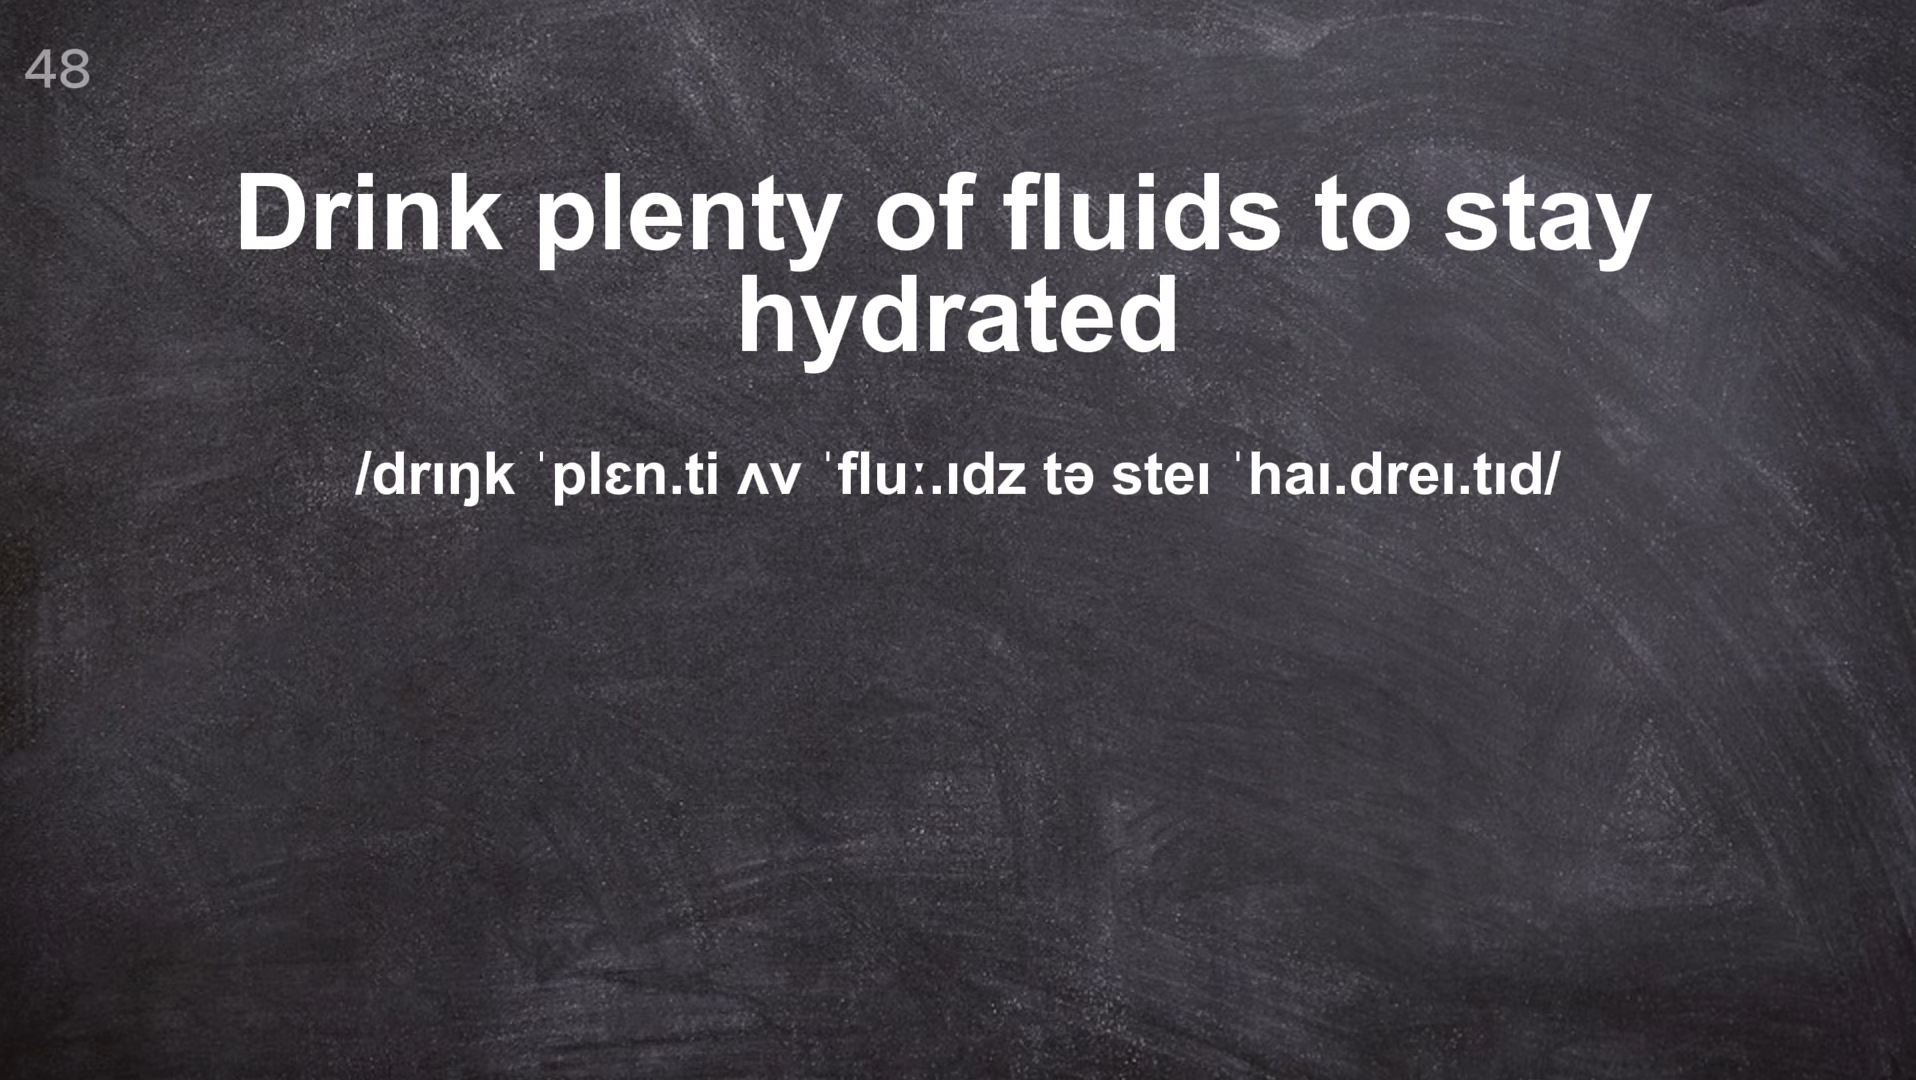 48
Drink plenty of fluids to stay
hydrated
/drɪŋk ˈplɛn.ti ʌv ˈfluː.ɪdz tə steɪ ˈhaɪ.dreɪ.tɪd/